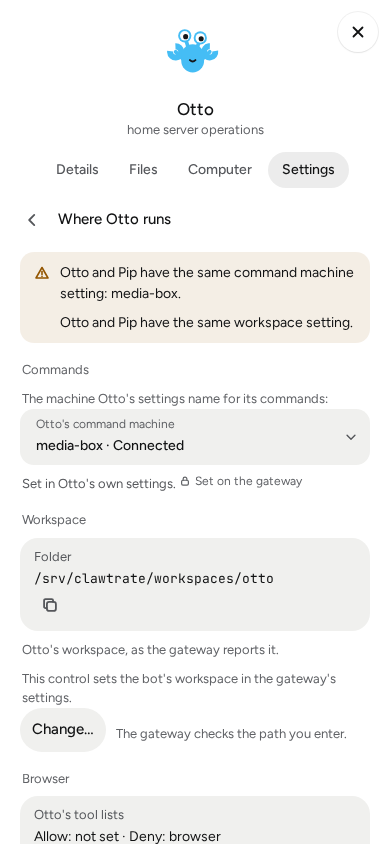 Otto
home server operations
Details Files Computer Settings
Where Otto runs
Otto and Pip have the same command machine
setting: media-box.
Otto and Pip have the same workspace setting.
Commands
The machine Otto's settings name for its commands:
Otto's command machine
media-box · Connected
Set in Otto's own settings. Set on the gateway
Workspace
Folder
/srv/clawtrate/workspaces/otto
Otto's workspace, as the gateway reports it.
This control sets the bot's workspace in the gateway's
settings.
Change... The gateway checks the path you enter.
Browser
Otto's tool lists
Allow: not set · Deny: browser